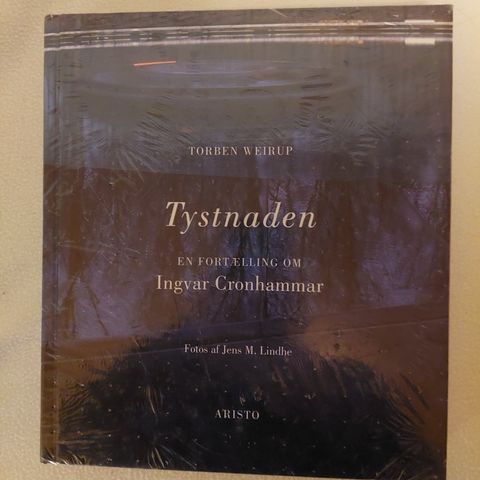 TORBEN WEIRUP
Tystnaden
EN FORTÆLLING OM
Ingvar Cronhammar
Fotos af Jens M. Lindhe
ARISTO